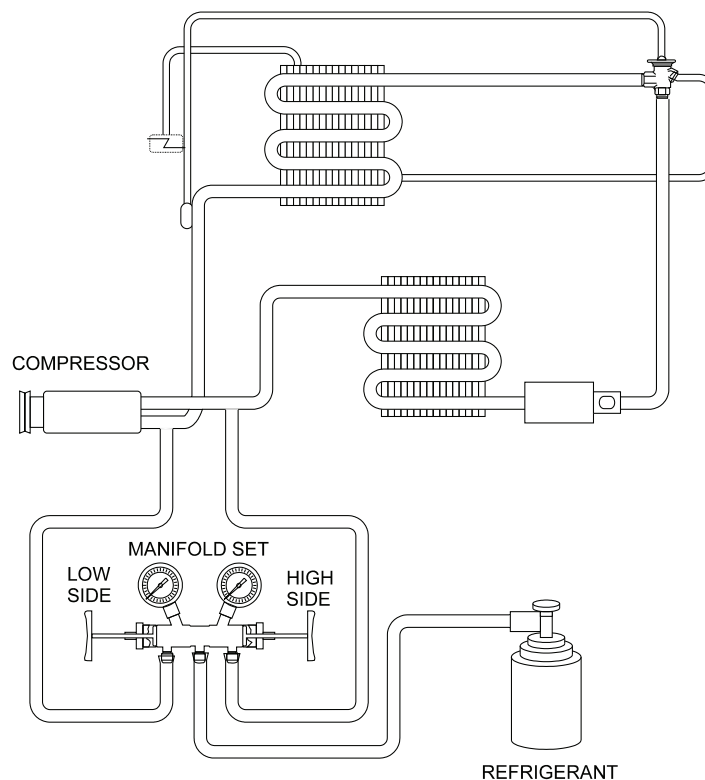 COMPRESSOR
MANIFOLD SET
LOW
SIDE
HIGH
SIDE
REFRIGERANT